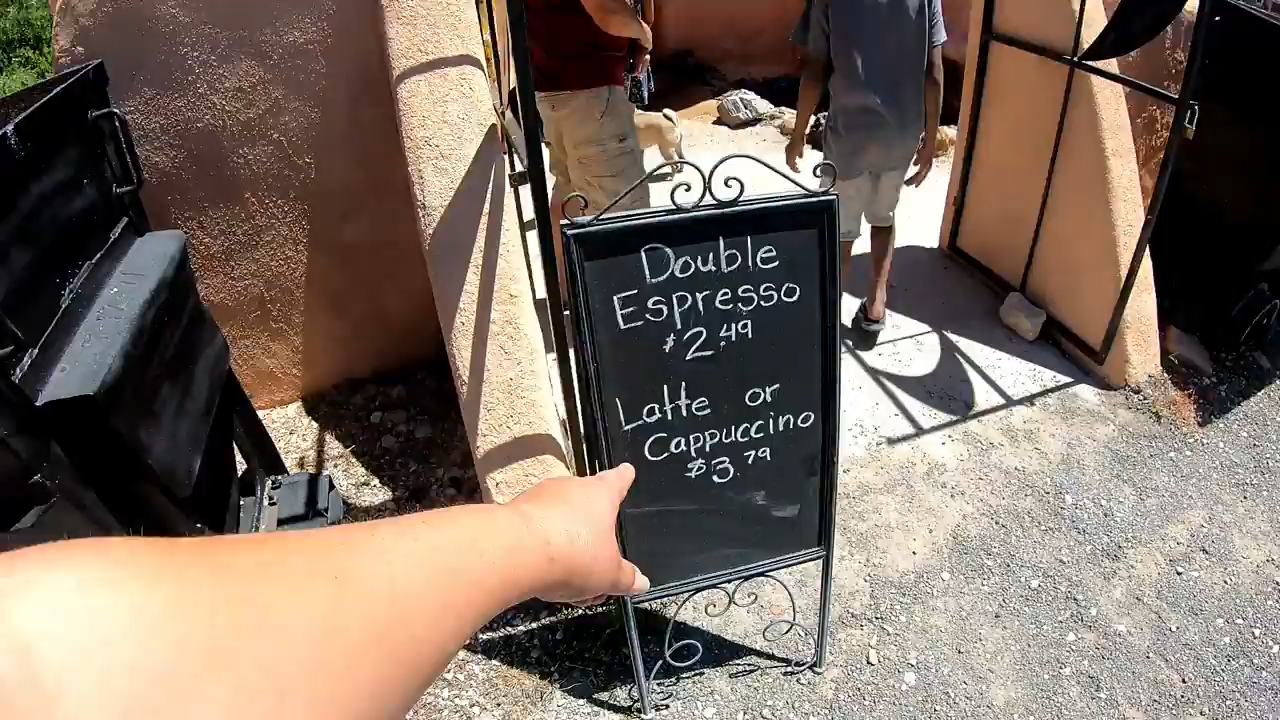 Double
Espresso
$2.49
Latte or
Cappuccino
$3.79